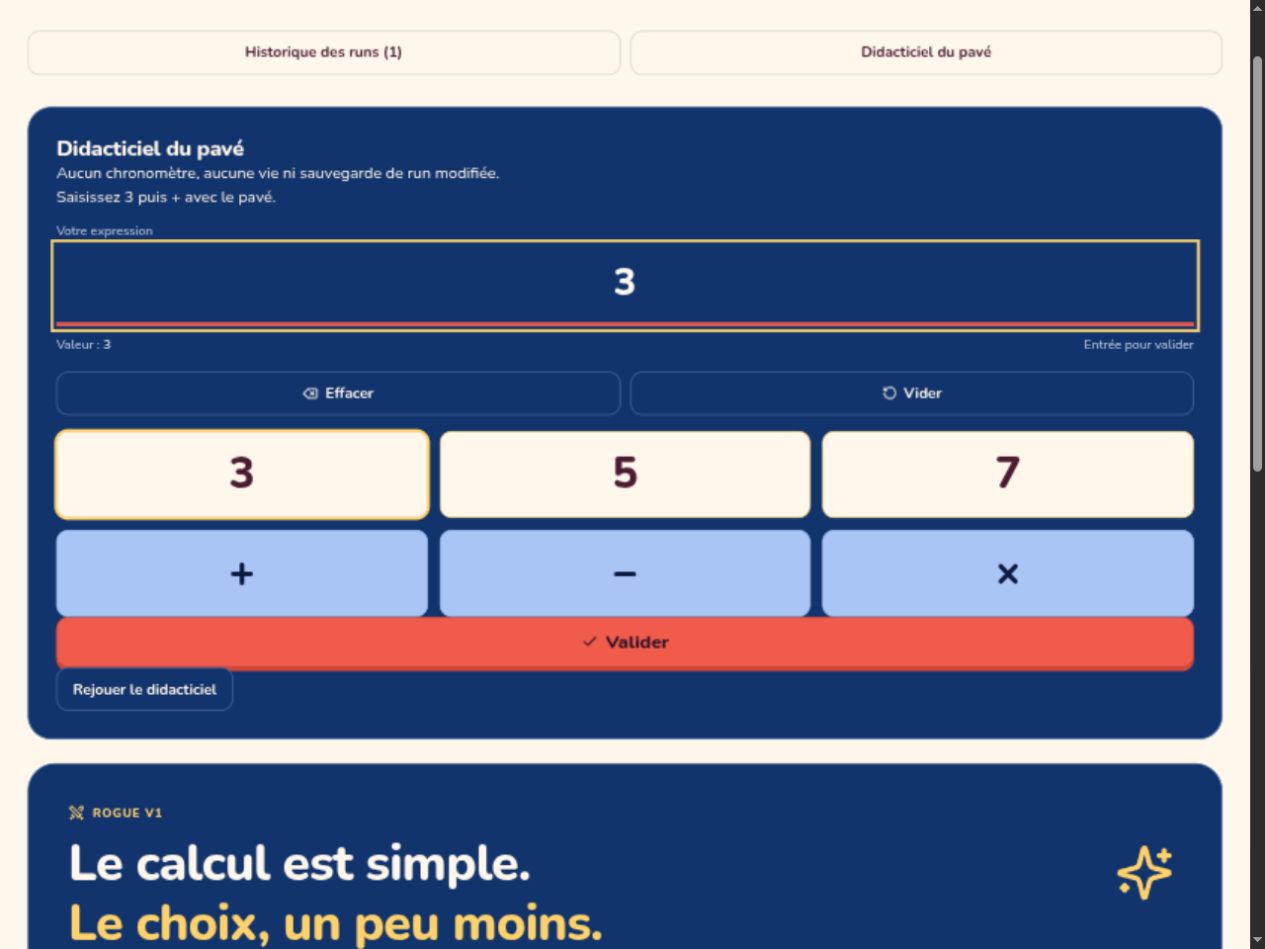 Historique des runs (1)
Didacticiel du pavé
Didacticiel du pavé
Aucun chronomètre, aucune vie ni sauvegarde de run modifiée.
Saisissez 3 puis + avec le pavé.
Votre expression
3
Valeur : 3
Entrée pour valider
Effacer
Vider
3
5
7
+
−
×
Valider
Rejouer le didacticiel
ROGUE V1
Le calcul est simple.
Le choix, un peu moins.